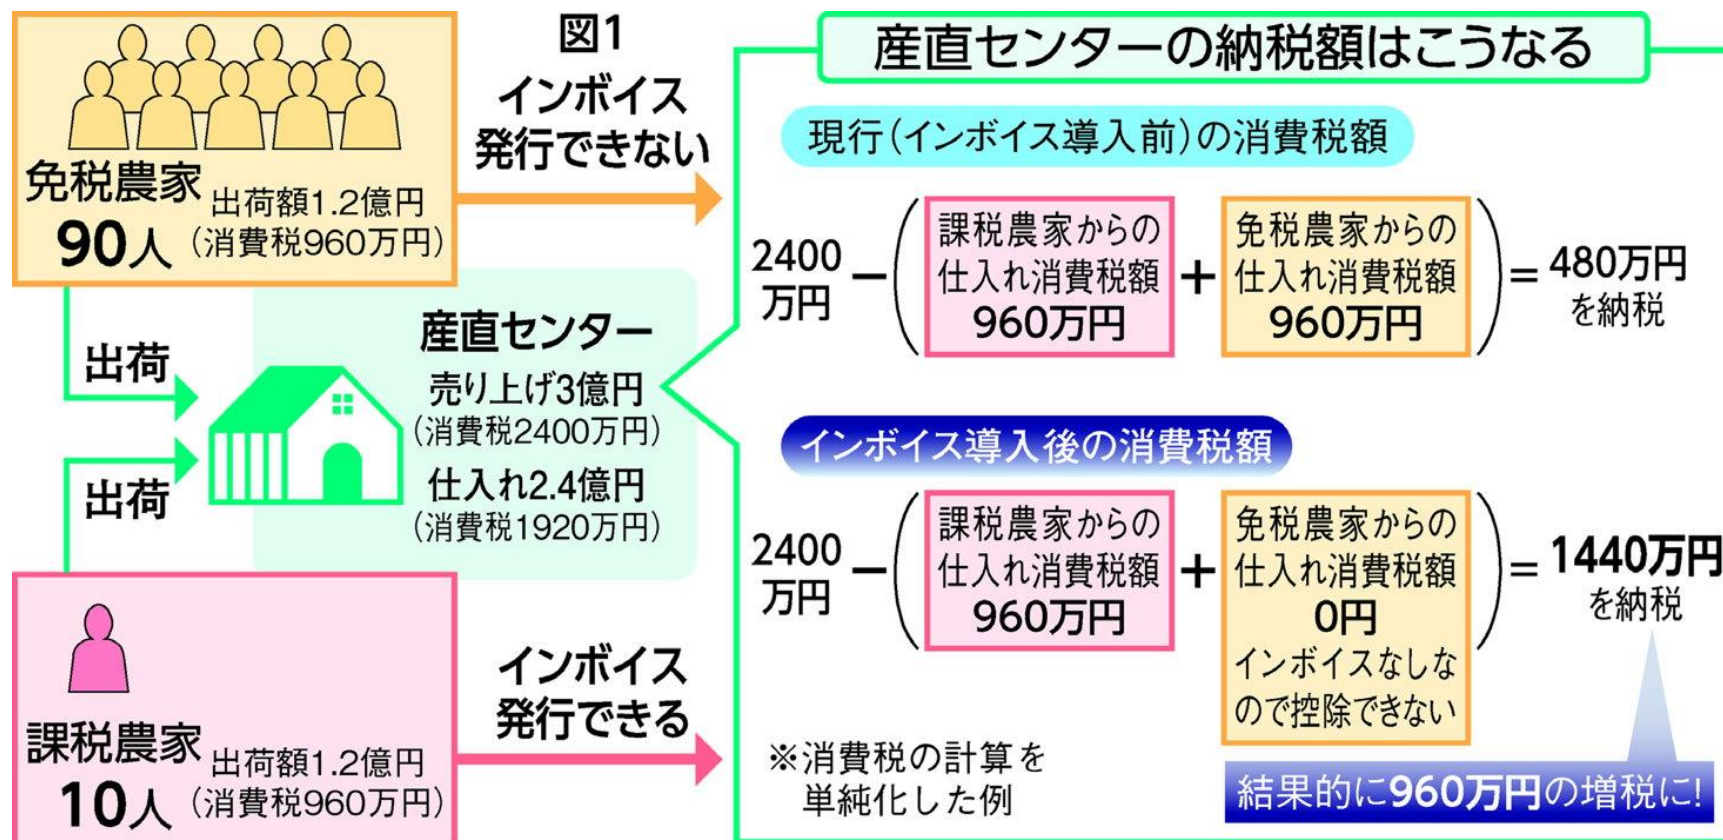 図1
インボイス
発行できない
免税農家
90人
出荷額1.2億円
(消費税960万円)
出荷
出荷
産直センター
売り上げ3億円
(消費税2400万円)
仕入れ2.4億円
(消費税1920万円)
課税農家
10人
出荷額1.2億円
(消費税960万円)
インボイス
発行できる
産直センターの納税額はこうなる
現行(インボイス導入前)の消費税額
2400
万円
−
(
課税農家からの
仕入れ消費税額
960万円
+
免税農家からの
仕入れ消費税額
960万円
)
=
480万円
を納税
インボイス導入後の消費税額
2400
万円
−
(
課税農家からの
仕入れ消費税額
960万円
+
免税農家からの
仕入れ消費税額
0円
インボイスなしな
ので控除できない
)
=
1440万円
を納税
※消費税の計算を
単純化した例
結果的に960万円の増税に!